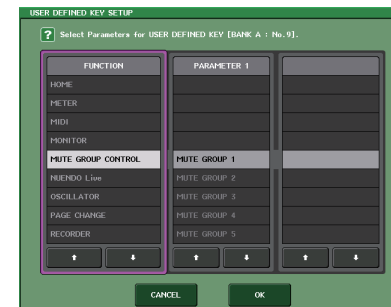 USER DEFINED KEY SETUP
? Select Parameters for USER DEFINED KEY [BANK A : No.9].
FUNCTION
PARAMETER 1
HOME
METER
MIDI
MONITOR
MUTE GROUP CONTROL
MUTE GROUP 1
NUENDO Live
MUTE GROUP 2
OSCILLATOR
MUTE GROUP 3
PAGE CHANGE
MUTE GROUP 4
RECORDER
MUTE GROUP 5
CANCEL
OK